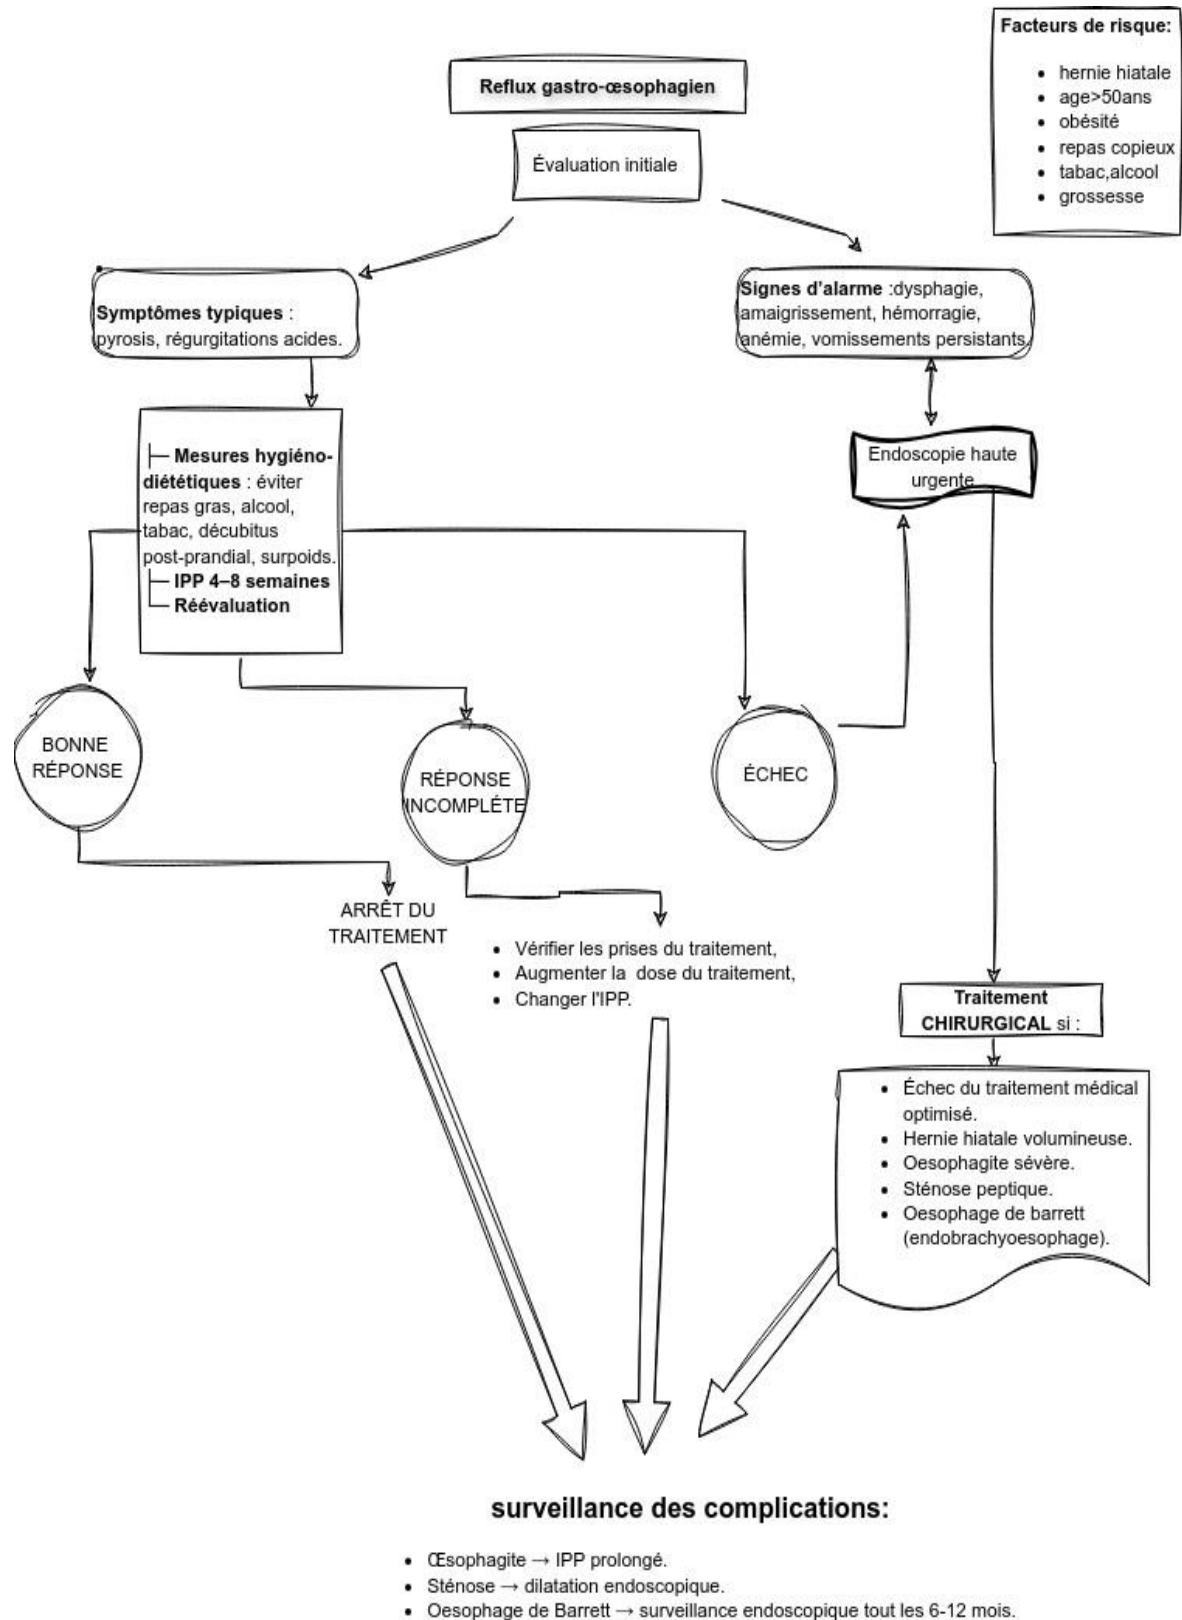 Facteurs de risque:
• hernie hiatale
• age>50ans
• obésité
• repas copieux
• tabac,alcool
• grossesse
Reflux gastro-œsophagien
Évaluation initiale
Symptômes typiques :
pyrosis, régurgitations acides.
Signes d’alarme :dysphagie,
amaigrissement, hémorragie,
anémie, vomissements persistants.
├─ Mesures hygiéno-
diététiques : éviter
repas gras, alcool,
tabac, décubitus
post-prandial, surpoids.
├─ IPP 4–8 semaines
└─ Réévaluation
Endoscopie haute
urgente
BONNE
RÉPONSE
RÉPONSE
INCOMPLÉTE
ÉCHEC
ARRÊT DU
TRAITEMENT
• Vérifier les prises du traitement,
• Augmenter la dose du traitement,
• Changer l'IPP.
Traitement
CHIRURGICAL si :
• Échec du traitement médical
optimisé.
• Hernie hiatale volumineuse.
• Oesophagite sévère.
• Sténose peptique.
• Oesophage de barrett
(endobrachyoesophage).
surveillance des complications:
• Œsophagite → IPP prolongé.
• Sténose → dilatation endoscopique.
• Oesophage de Barrett → surveillance endoscopique tout les 6-12 mois.